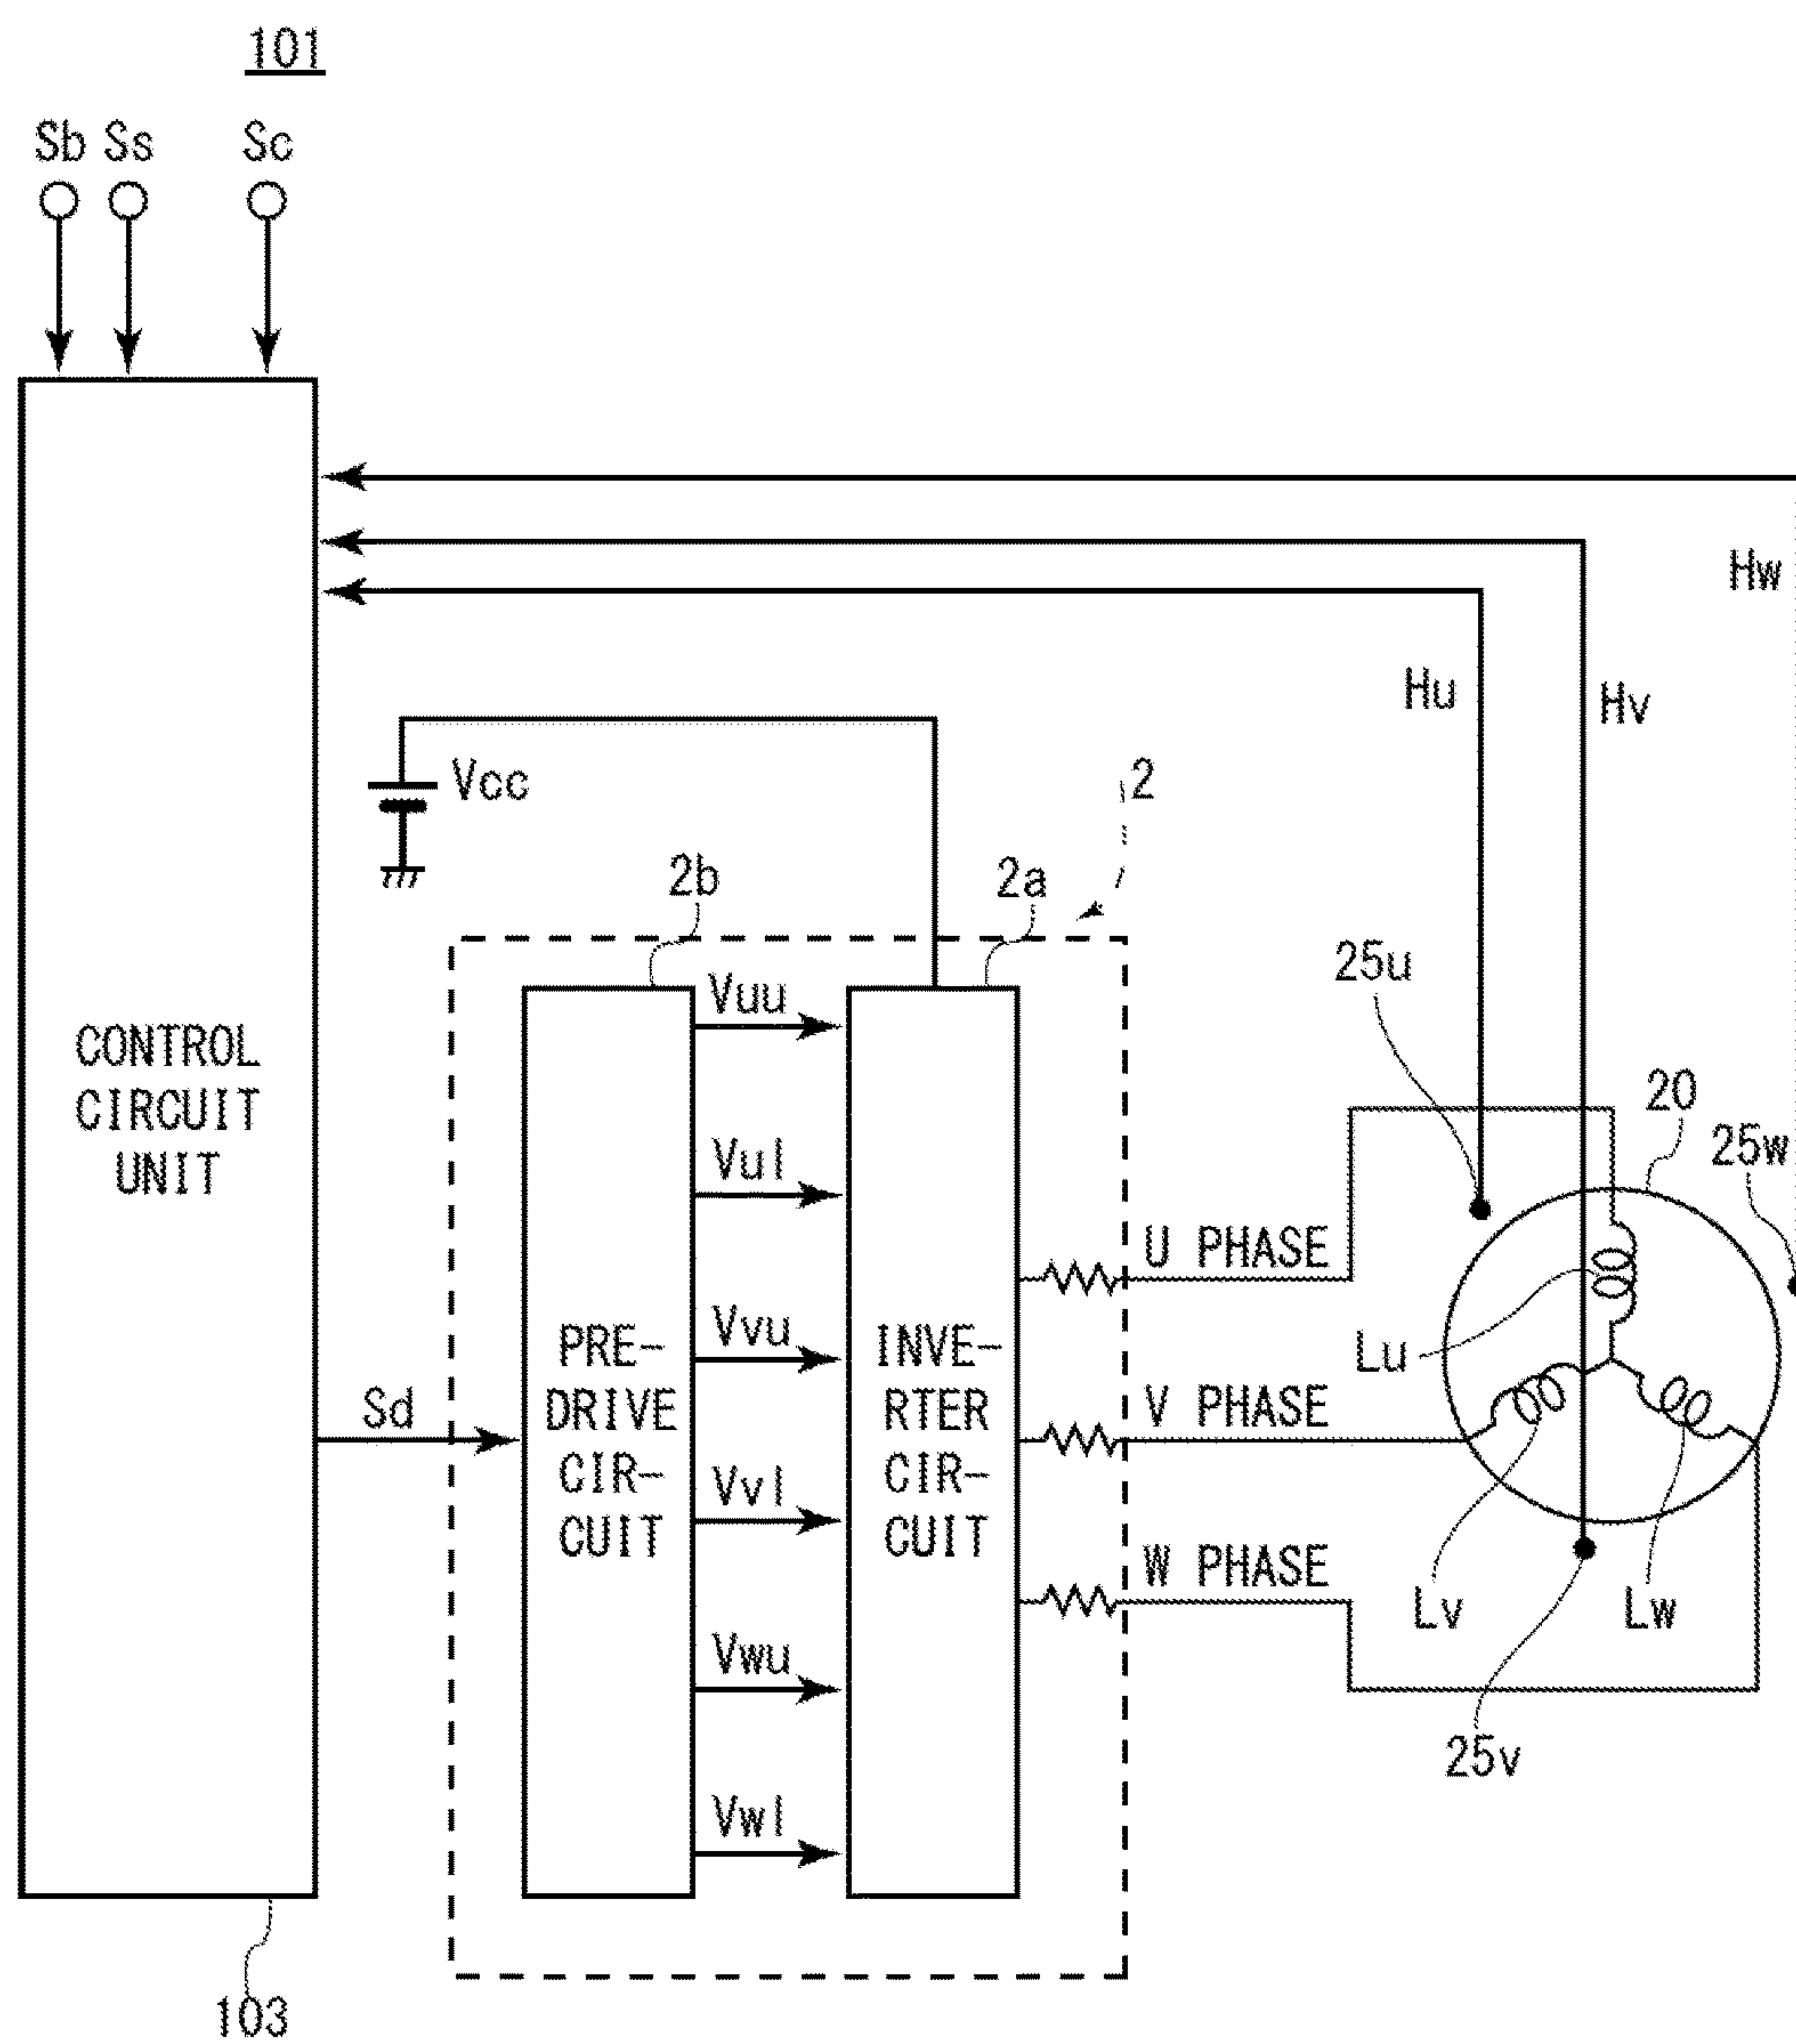 101
Sb Ss Sc
Hw
Hu
Hv
Vcc
2
2b
2a
Vuu
25u
CONTROL
CIRCUIT
UNIT
20
25w
Vul
U PHASE
Vvu
PRE-
DRIVE
CIR-
CUIT
INVE-
RTER
CIR-
CUIT
Lu
Sd
V PHASE
Vvl
W PHASE
Lv
Lw
Vwu
25v
Vwl
103